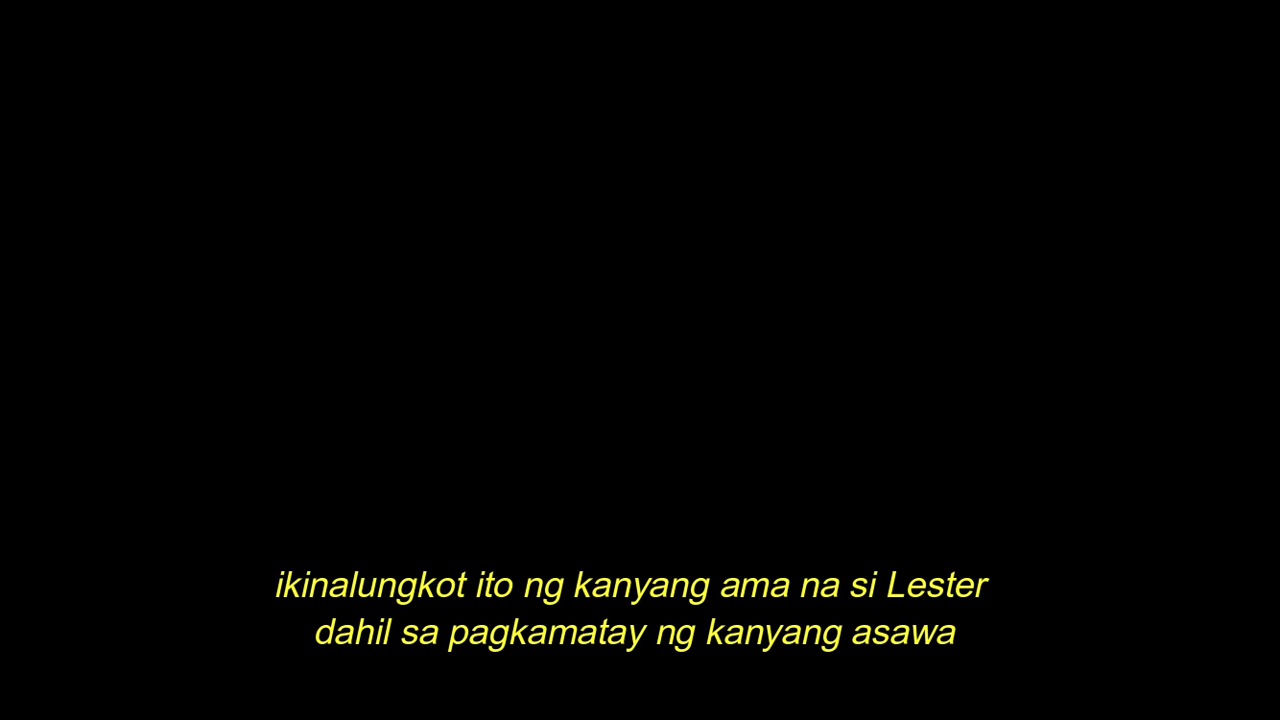 ikinalungkot ito ng kanyang ama na si Lester
dahil sa pagkamatay ng kanyang asawa